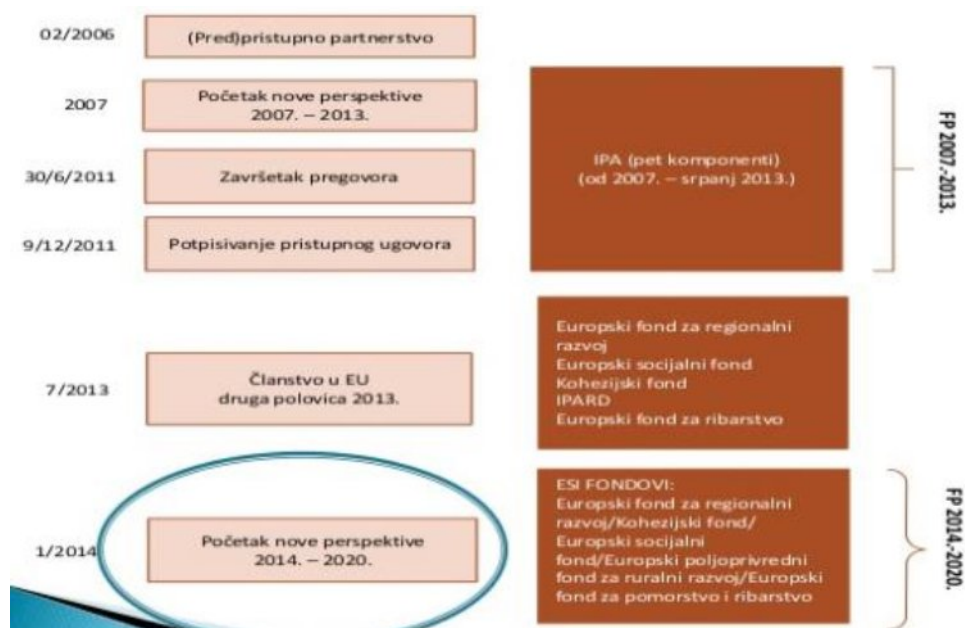 02/2006
(Pred)pristupno partnerstvo
2007
Početak nove perspektive
2007. – 2013.
IPA (pet komponenti)
(od 2007. – srpanj 2013.)
FP 2007.-2013.
30/6/2011
Završetak pregovora
9/12/2011
Potpisivanje pristupnog ugovora
7/2013
Članstvo u EU
druga polovica 2013.
Europski fond za regionalni
razvoj
Europski socijalni fond
Kohezijski fond
IPARD
Europski fond za ribarstvo
1/2014
Početak nove perspektive
2014. – 2020.
ESI FONDOVI:
Europski fond za regionalni
razvoj/Kohezijski fond/
Europski socijalni
fond/Europski poljoprivredni
fond za ruralni razvoj/Europski
fond za pomorstvo i ribarstvo
FP 2014.-2020.